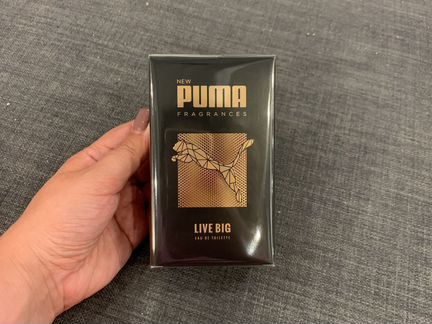 NEW
PUMA
FRAGRANCES
LIVE BIG
EAU DE TOILETTE